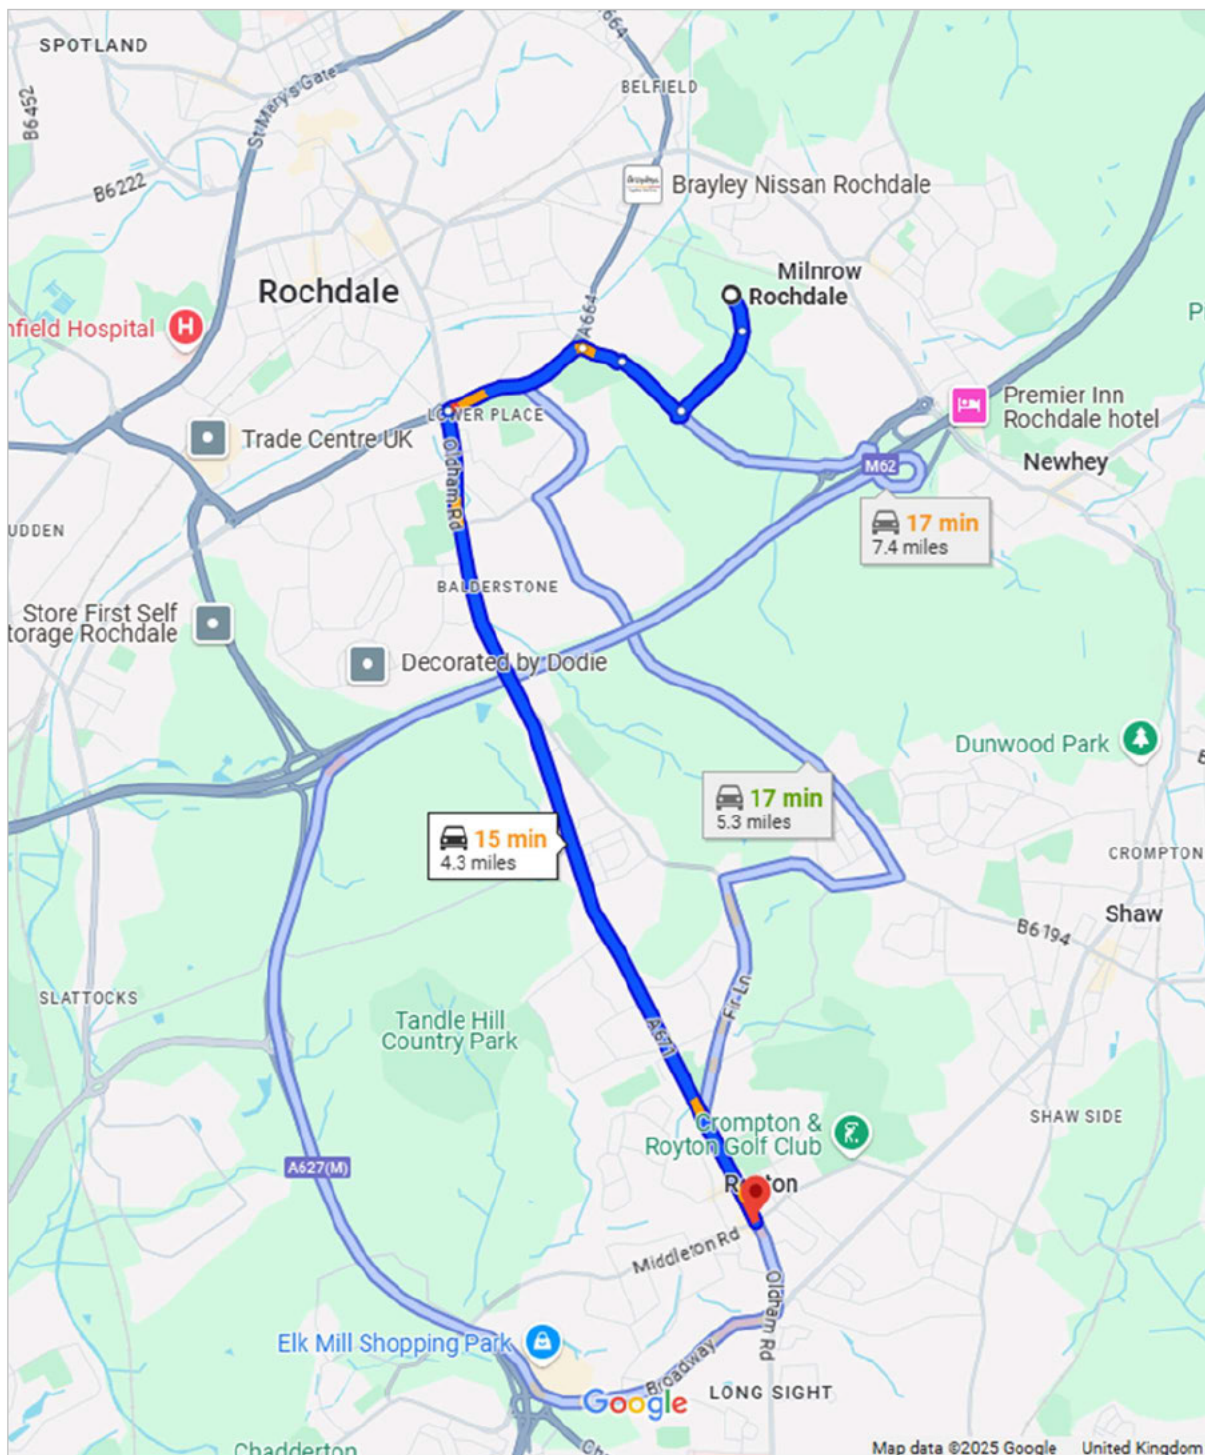 SPOTLAND
A664
BELFIELD
St Mary's Gate
B6452
B6222
Brayley Nissan Rochdale
Milnrow
Rochdale
Rochdale
A664
nfield Hospital
H
Premier Inn
Rochdale hotel
LOWER PLACE
Trade Centre UK
Oldham Rd
M62
Newhey
17 min
7.4 miles
UDDEN
BALDERSTONE
Store First Self
torage Rochdale
Decorated by Dodie
Dunwood Park
17 min
5.3 miles
15 min
4.3 miles
CROMPTON
Shaw
B6194
SLATTOCKS
Fir Ln
Tandle Hill
Country Park
A671
SHAW SIDE
Crompton &
Royton Golf Club
A627(M)
Middleton Rd
Oldham Rd
Elk Mill Shopping Park
Broadway
Google
LONG SIGHT
Chadderton
Map data ©2025 Google United Kingdom